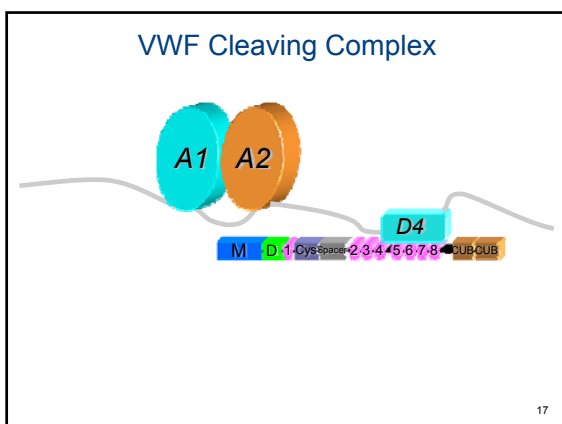 VWF Cleaving Complex
A1 A2
D4
M D 1 Cys Spacer 2 3 4 5 6 7 8 CUB CUB
17